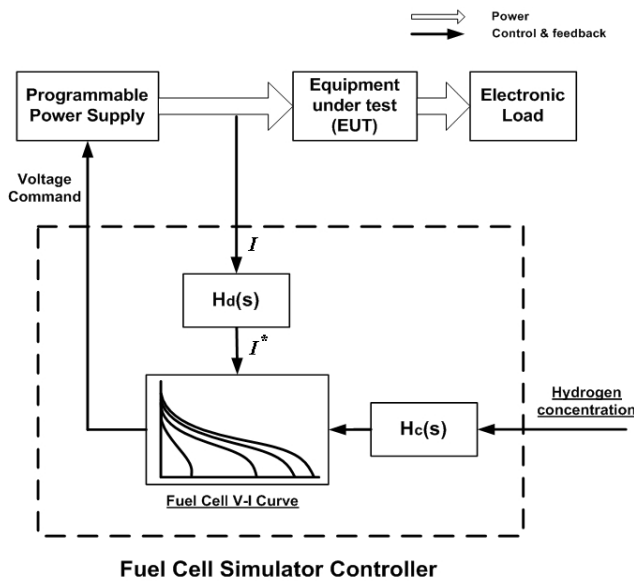 Power
Control & feedback
Programmable
Power Supply
Equipment
under test
(EUT)
Electronic
Load
Voltage
Command
I
Hd(s)
I*
Hydrogen
concentration
Hc(s)
Fuel Cell V-I Curve
Fuel Cell Simulator Controller